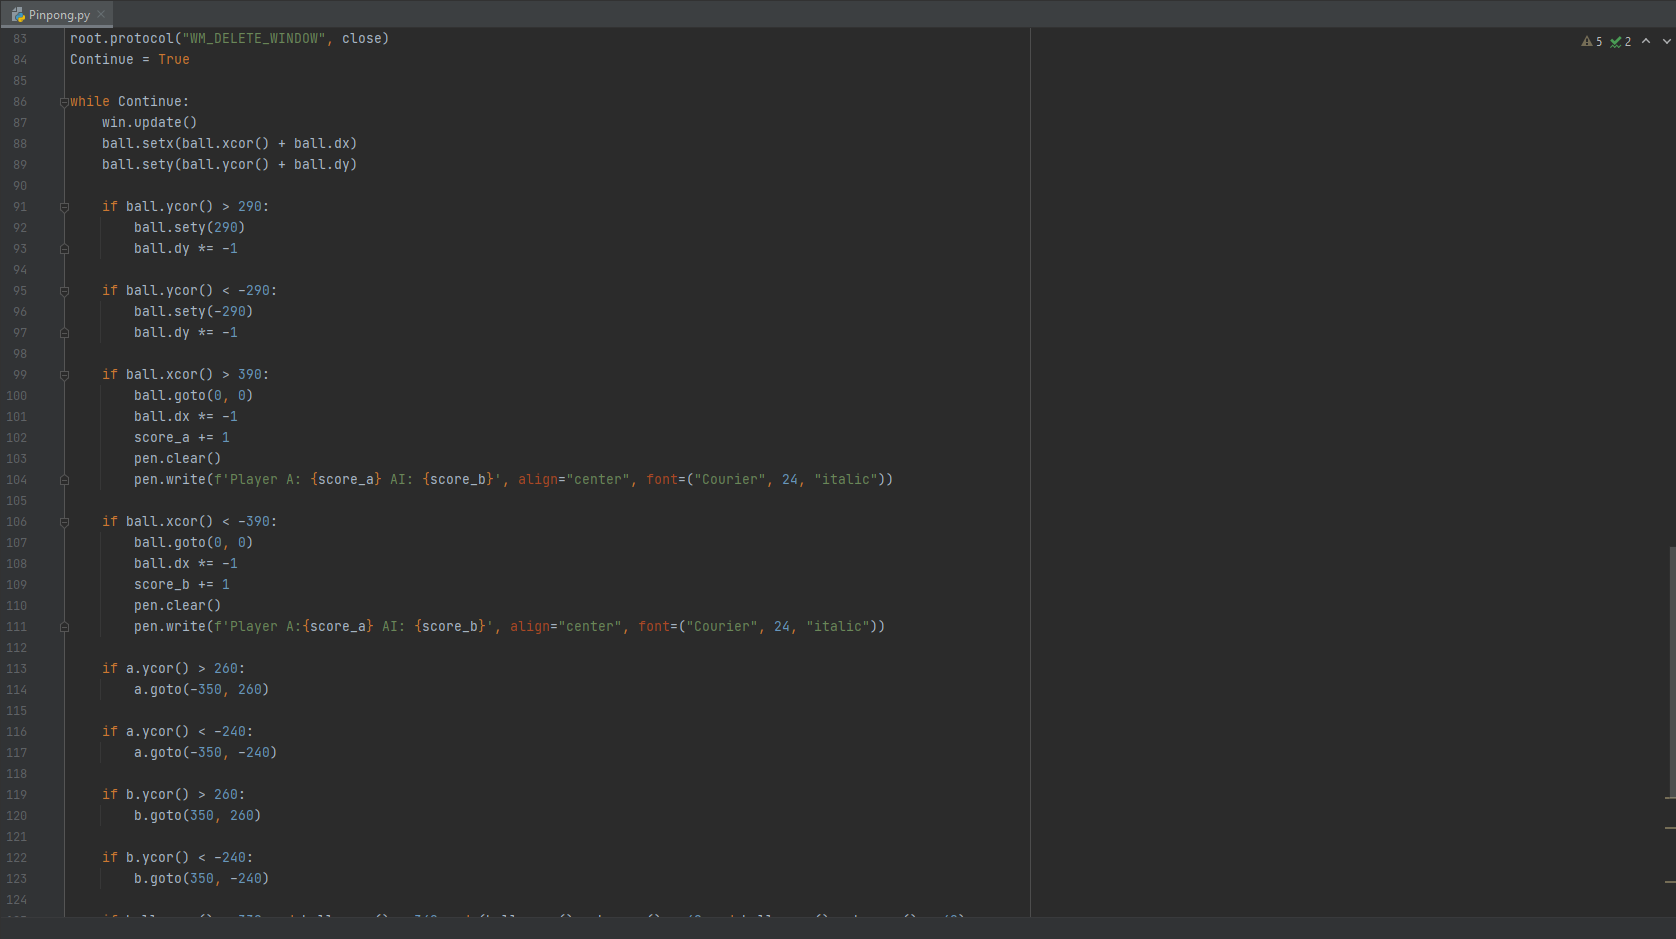 Pinpong.py
5 2
83 root.protocol("WM_DELETE_WINDOW", close)
84 Continue = True
85
86 while Continue:
87     win.update()
88     ball.setx(ball.xcor() + ball.dx)
89     ball.sety(ball.ycor() + ball.dy)
90
91     if ball.ycor() > 290:
92         ball.sety(290)
93         ball.dy *= -1
94
95     if ball.ycor() < -290:
96         ball.sety(-290)
97         ball.dy *= -1
98
99     if ball.xcor() > 390:
100         ball.goto(0, 0)
101         ball.dx *= -1
102         score_a += 1
103         pen.clear()
104         pen.write(f'Player A: {score_a} AI: {score_b}', align="center", font=("Courier", 24, "italic"))
105
106     if ball.xcor() < -390:
107         ball.goto(0, 0)
108         ball.dx *= -1
109         score_b += 1
110         pen.clear()
111         pen.write(f'Player A:{score_a} AI: {score_b}', align="center", font=("Courier", 24, "italic"))
112
113     if a.ycor() > 260:
114         a.goto(-350, 260)
115
116     if a.ycor() < -240:
117         a.goto(-350, -240)
118
119     if b.ycor() > 260:
120         b.goto(350, 260)
121
122     if b.ycor() < -240:
123         b.goto(350, -240)
124